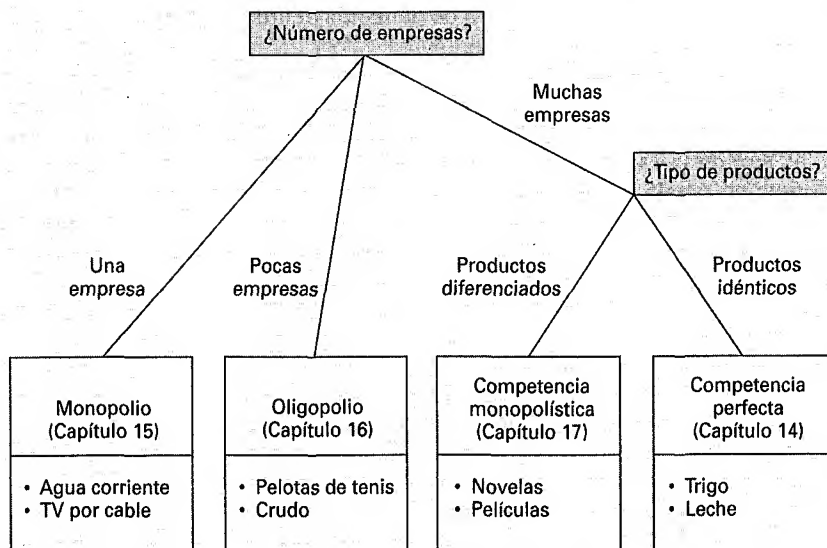 ¿Número de empresas?
Muchas
empresas
¿Tipo de productos?
Una
empresa
Pocas
empresas
Productos
diferenciados
Productos
idénticos
Monopolio
(Capítulo 15)
• Agua corriente
• TV por cable
Oligopolio
(Capítulo 16)
• Pelotas de tenis
• Crudo
Competencia
monopolística
(Capítulo 17)
• Novelas
• Películas
Competencia
perfecta
(Capítulo 14)
• Trigo
• Leche